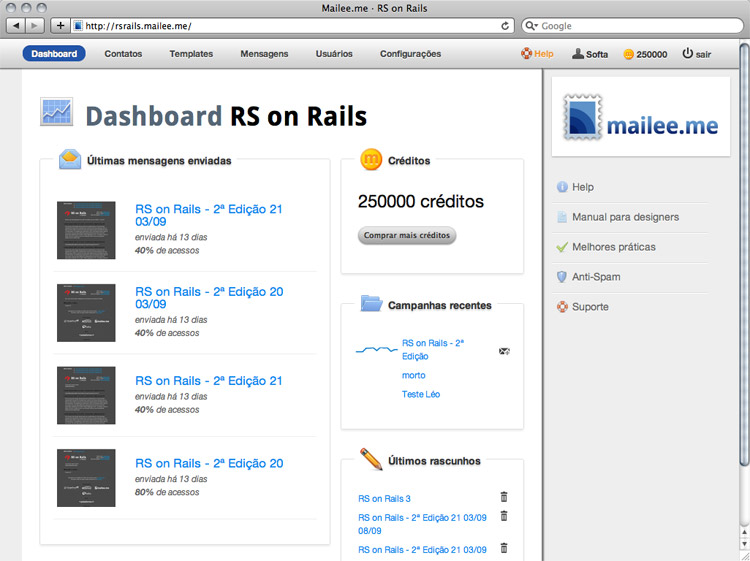 Mailee.me - RS on Rails
http://rsrails.mailee.me/
Google
Dashboard Contatos Templates Mensagens Usuários Configurações Help Softa 250000 sair
Dashboard RS on Rails
Últimas mensagens enviadas
RS on Rails - 2ª Edição 21
03/09
enviada há 13 dias
40% de acessos
RS on Rails - 2ª Edição 20
03/09
enviada há 13 dias
40% de acessos
RS on Rails - 2ª Edição 21
enviada há 13 dias
40% de acessos
RS on Rails - 2ª Edição 20
enviada há 13 dias
80% de acessos
Créditos
250000 créditos
Comprar mais créditos
Campanhas recentes
RS on Rails - 2ª
Edição
morto
Teste Léo
Últimos rascunhos
RS on Rails 3
RS on Rails - 2ª Edição 21 03/09
08/09
RS on Rails - 2ª Edição 21 03/09
mailee.me
Help
Manual para designers
Melhores práticas
Anti-Spam
Suporte